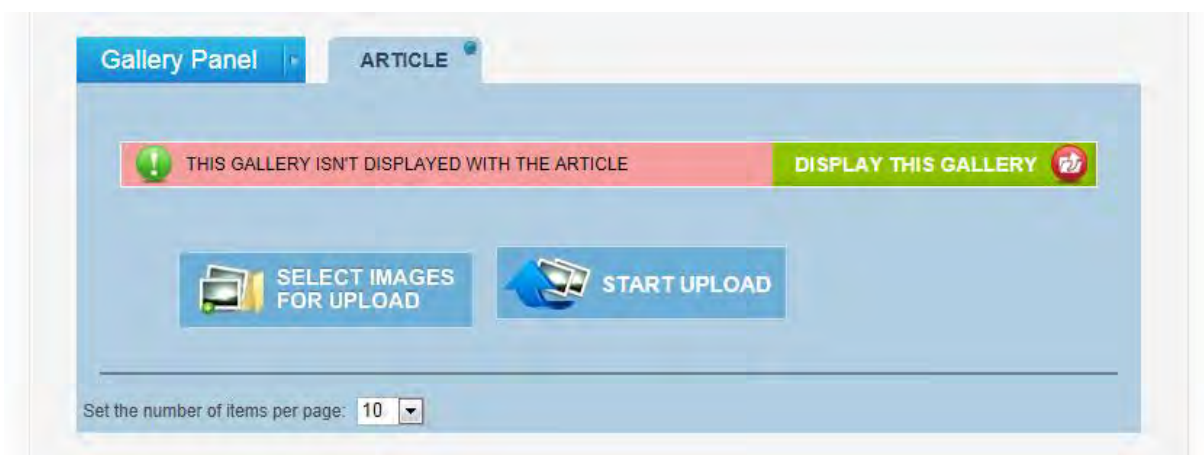 Gallery Panel
ARTICLE
THIS GALLERY ISN'T DISPLAYED WITH THE ARTICLE
DISPLAY THIS GALLERY
SELECT IMAGES
FOR UPLOAD
START UPLOAD
Set the number of items per page: 10